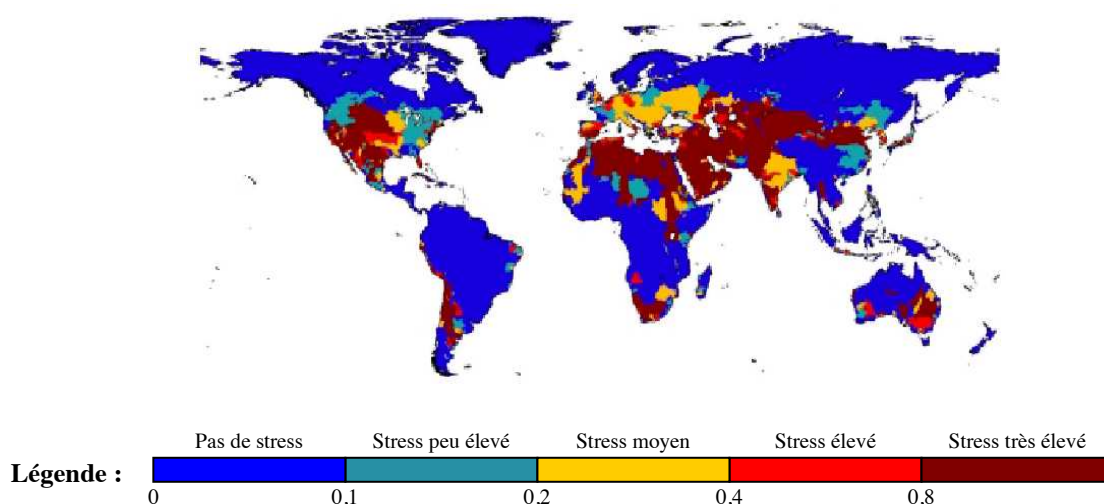 Pas de stress Stress peu élevé Stress moyen Stress élevé Stress très élevé
Légende :
0 0,1 0,2 0,4 0,8